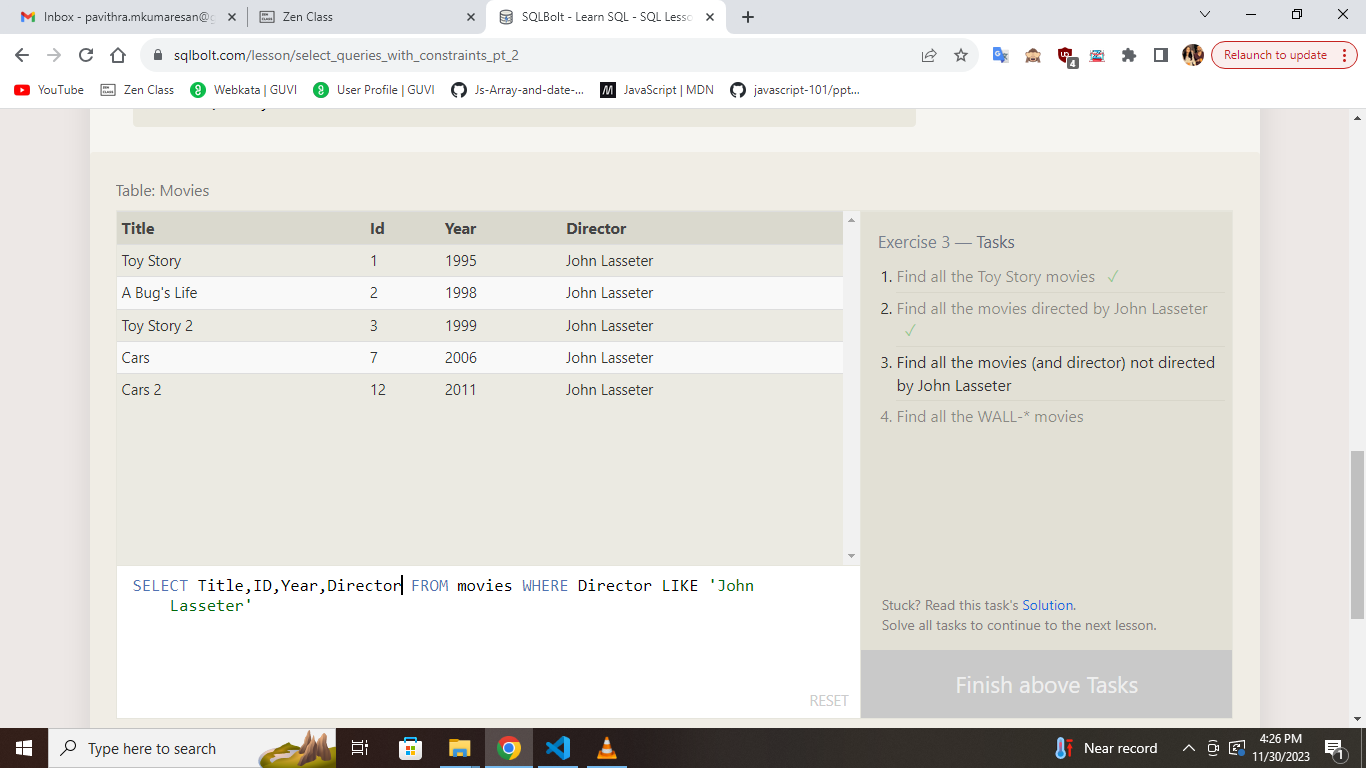 Inbox - pavithra.mkumaresan@g
Zen Class
SQLBolt - Learn SQL - SQL Lesso
sqlbolt.com/lesson/select_queries_with_constraints_pt_2
4
Relaunch to update
YouTube
Zen Class
Webkata | GUVI
User Profile | GUVI
Js-Array-and-date-...
JavaScript | MDN
javascript-101/ppt...
Table: Movies
Title Id Year Director
Toy Story 1 1995 John Lasseter
A Bug's Life 2 1998 John Lasseter
Toy Story 2 3 1999 John Lasseter
Cars 7 2006 John Lasseter
Cars 2 12 2011 John Lasseter
SELECT Title,ID,Year,Director FROM movies WHERE Director LIKE 'John
Lasseter'
RESET
Exercise 3 — Tasks
1. Find all the Toy Story movies ✓
2. Find all the movies directed by John Lasseter
✓
3. Find all the movies (and director) not directed
by John Lasseter
4. Find all the WALL-* movies
Stuck? Read this task's Solution.
Solve all tasks to continue to the next lesson.
Finish above Tasks
Type here to search
Near record
4:26 PM
11/30/2023
1